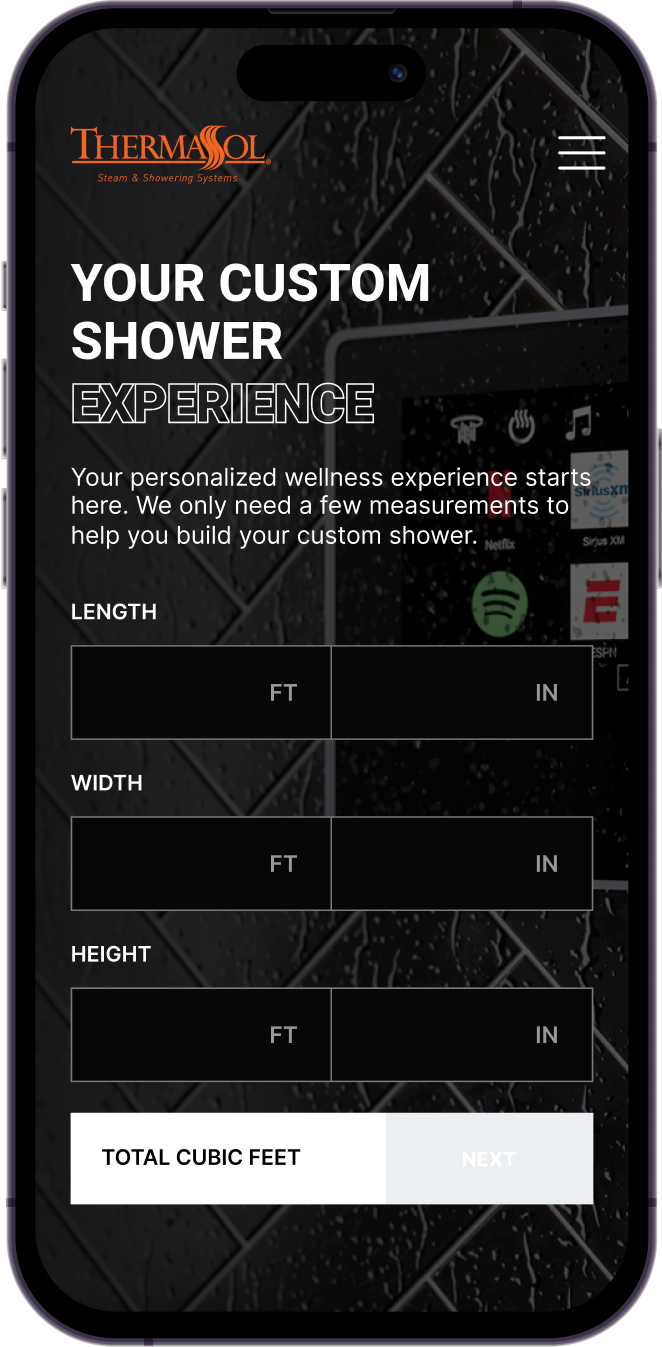 THERMASOL®
Steam & Showering Systems
YOUR CUSTOM
SHOWER
EXPERIENCE
Your personalized wellness experience starts
here. We only need a few measurements to
help you build your custom shower.
SiriusXM
Netflix
Sirius XM
ESPN
LENGTH
FT IN
WIDTH
FT IN
HEIGHT
FT IN
TOTAL CUBIC FEET NEXT